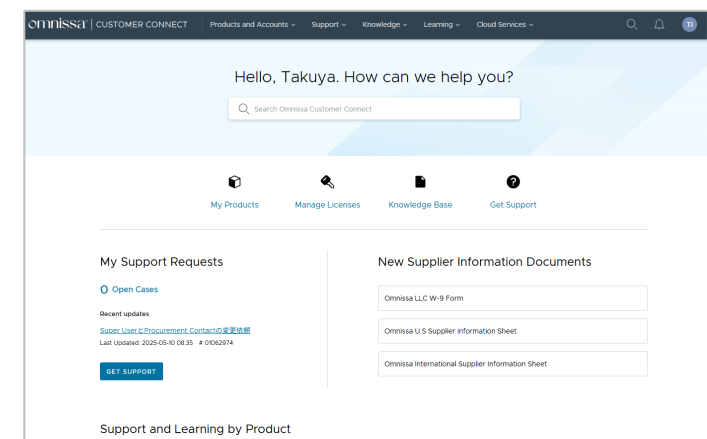 omnissa | CUSTOMER CONNECT Products and Accounts Support Knowledge Learning Cloud Services TI
Hello, Takuya. How can we help you?
Search Omnissa Customer Connect
My Products Manage Licenses Knowledge Base Get Support
My Support Requests
0 Open Cases
Recent updates
Super UserとProcurement Contactの変更依頼
Last Updated: 2025-05-10 08:35 # 01062974
GET SUPPORT
New Supplier Information Documents
Omnissa LLC W-9 Form
Omnissa U.S Supplier Information Sheet
Omnissa International Supplier Information Sheet
Support and Learning by Product